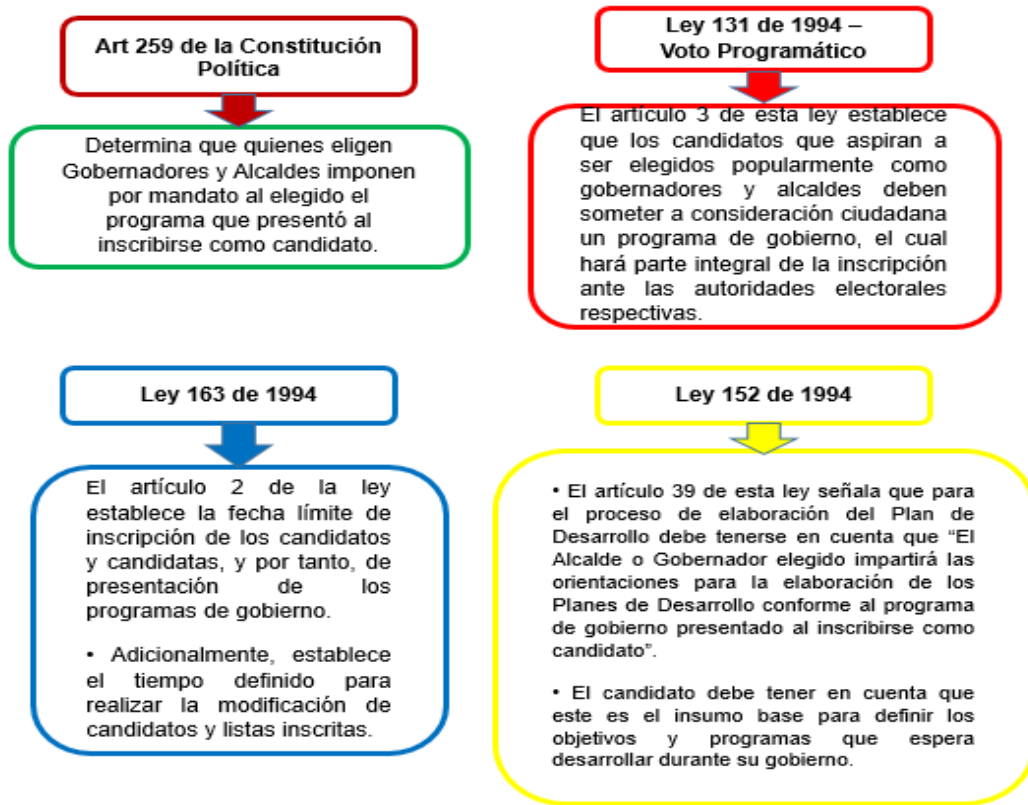 Art 259 de la Constitución
Política
Determina que quienes eligen
Gobernadores y Alcaldes imponen
por mandato al elegido el
programa que presentó al
inscribirse como candidato.
Ley 131 de 1994 –
Voto Programático
El artículo 3 de esta ley establece
que los candidatos que aspiran a
ser elegidos popularmente como
gobernadores y alcaldes deben
someter a consideración ciudadana
un programa de gobierno, el cual
hará parte integral de la inscripción
ante las autoridades electorales
respectivas.
Ley 163 de 1994
El artículo 2 de la ley
establece la fecha límite de
inscripción de los candidatos
y candidatas, y por tanto, de
presentación de los
programas de gobierno.
• Adicionalmente, establece
el tiempo definido para
realizar la modificación de
candidatos y listas inscritas.
Ley 152 de 1994
• El artículo 39 de esta ley señala que para
el proceso de elaboración del Plan de
Desarrollo debe tenerse en cuenta que “El
Alcalde o Gobernador elegido impartirá las
orientaciones para la elaboración de los
Planes de Desarrollo conforme al programa
de gobierno presentado al inscribirse como
candidato”.
• El candidato debe tener en cuenta que
este es el insumo base para definir los
objetivos y programas que espera
desarrollar durante su gobierno.